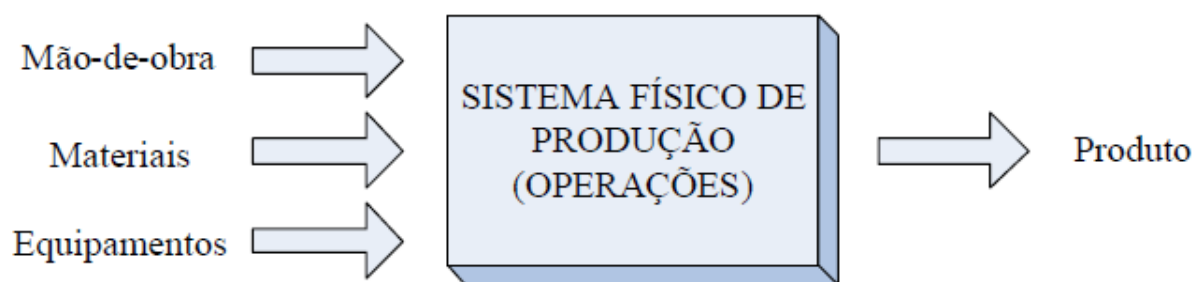 Mão-de-obra
Materiais
Equipamentos
SISTEMA FÍSICO DE
PRODUÇÃO
(OPERAÇÕES)
Produto